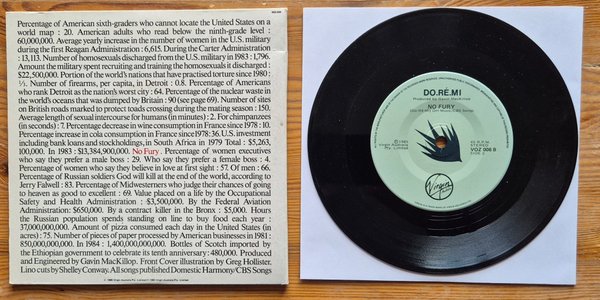 Percentage of American sixth-graders who cannot locate the United States on a
world map : 20. American adults who read below the ninth-grade level :
60,000,000. Average yearly increase in the number of women in the U.S. military
during the first Reagan Administration : 6,615. During the Carter Administration
: 13,113. Number of homosexuals discharged from the U.S. military in 1983 : 1,796.
Amount the military spent recruiting and training the homosexuals it discharged :
$22,500,000. Portion of the world's nations that have practised torture since 1980 :
⅓. Number of firearms, per capita, in Detroit : 0.8. Percentage of Americans
who rank Detroit as the nation's worst city : 64. Percentage of the nuclear waste in
the world's oceans that was dumped by Britain : 90 (see page 69). Number of sites
on British roads marked to protect toads crossing during the mating season : 150.
Average length of sexual intercourse for humans (in minutes) : 2. For chimpanzees
(in seconds) : 7. Percentage decrease in wine consumption in France since 1978 : 10.
Percentage increase in cola consumption in France since 1978 : 36. U.S. investment
including bank loans and stockholdings, in South Africa in 1979 Total : $5,263,
100,000. In 1983 : $13,384,900,000. No Fury. Percentage of women executives
who say they prefer a male boss : 29. Who say they prefer a female boss : 4.
Percentage of women who say they believe in love at first sight : 57. Of men : 66.
Percentage of Russian soldiers God will kill at the end of the world, according to
Jerry Falwell : 83. Percentage of Midwesterners who judge their chances of going
to heaven as good to excellent : 69. Value placed on a life by the Occupational
Safety and Health Administration : $3,500,000. By the Federal Aviation
Administration: $650,000. By a contract killer in the Bronx : $5,000. Hours
the Russian population spends standing on line to buy food each year :
37,000,000,000. Amount of pizza consumed each day in the United States (in
acres) : 75. Number of pieces of paper processed by American businesses in 1981 :
850,000,000,000. In 1984 : 1,400,000,000,000. Bottles of Scotch imported by
the Ethiopian government to celebrate its tenth anniversary : 480,000. Produced
and Engineered by Gavin MacKillop. Front Cover illustration by Greg Hollister.
Lino cuts by Shelley Conway. All songs published Domestic Harmony/CBS Songs
DO.RÉ.MI
Produced by Gavin MacKillop
NO FURY
CBS Songs
1985
Virgin Australia
Pty. Limited
45 R.P.M.
STEREO
VOZ 008 B
SIDE 2
Virgin